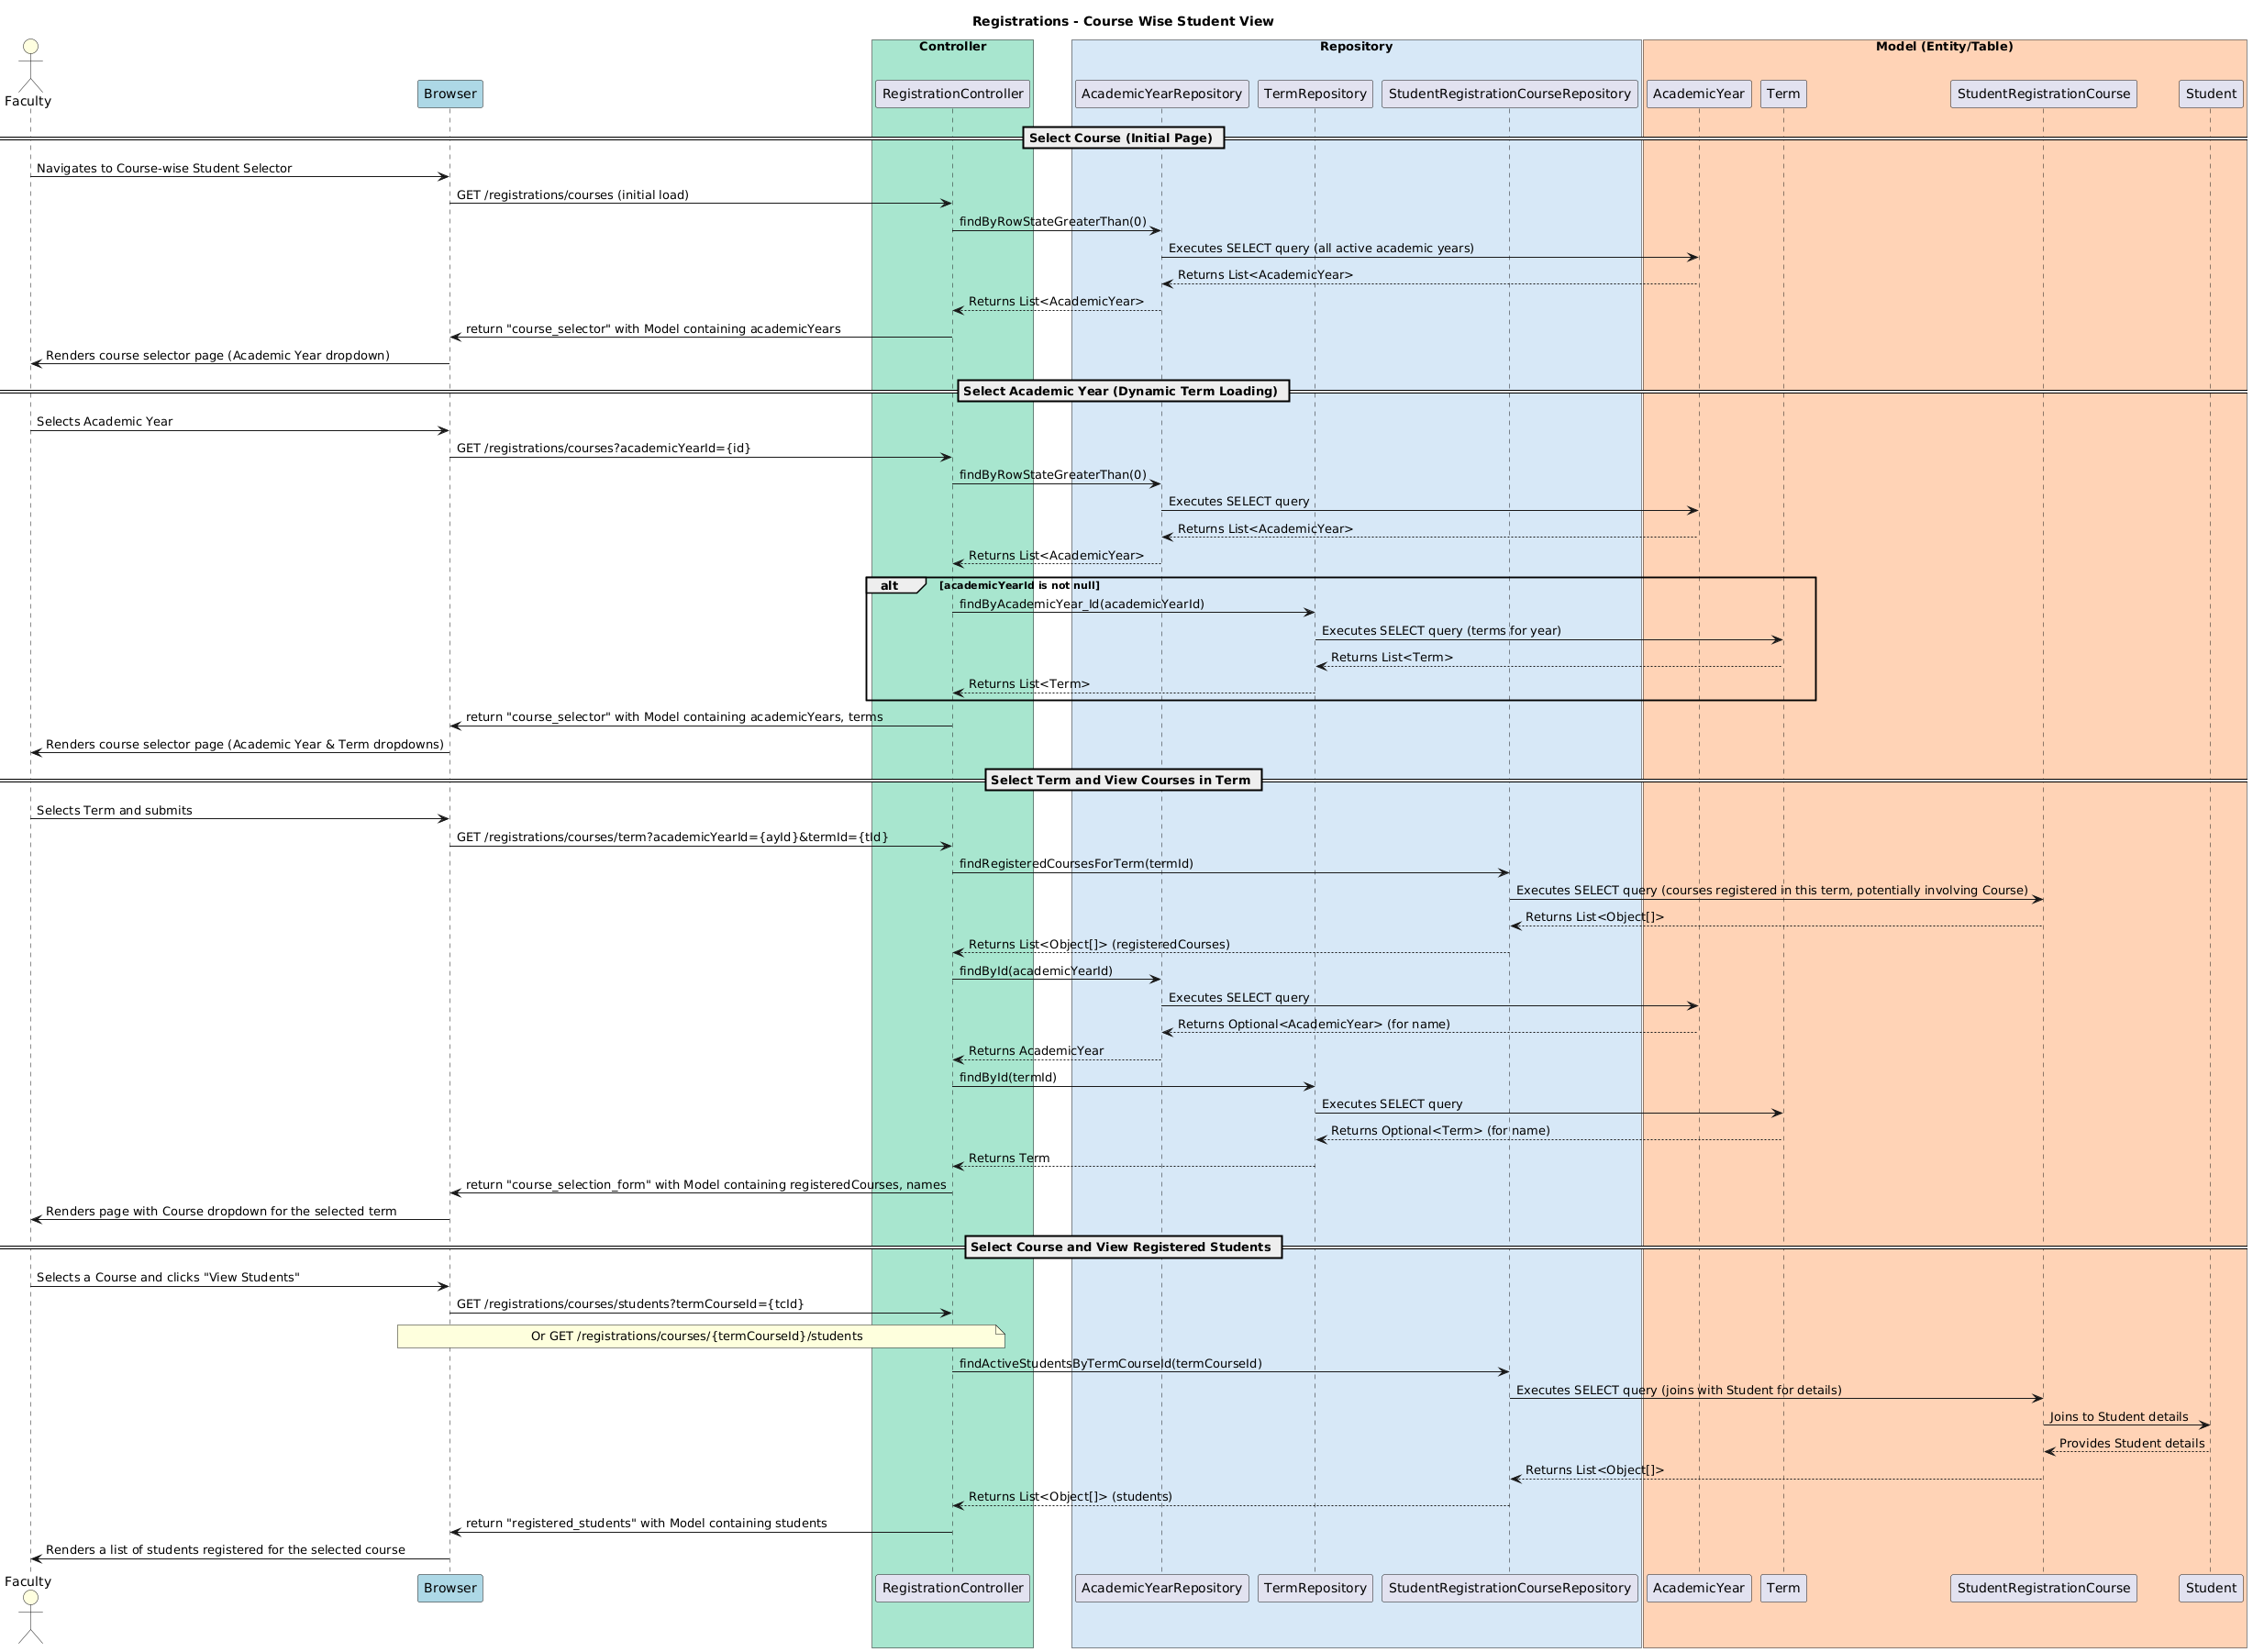 Registrations - Course Wise Student View
Controller
Repository
Model (Entity/Table)
Faculty
Browser
RegistrationController
AcademicYearRepository
TermRepository
StudentRegistrationCourseRepository
AcademicYear
Term
StudentRegistrationCourse
Student
Select Course (Initial Page)
Navigates to Course-wise Student Selector
GET /registrations/courses (initial load)
findByRowStateGreaterThan(0)
Executes SELECT query (all active academic years)
Returns List<AcademicYear>
Returns List<AcademicYear>
return "course_selector" with Model containing academicYears
Renders course selector page (Academic Year dropdown)
Select Academic Year (Dynamic Term Loading)
Selects Academic Year
GET /registrations/courses?academicYearId={id}
findByRowStateGreaterThan(0)
Executes SELECT query
Returns List<AcademicYear>
Returns List<AcademicYear>
alt [academicYearId is not null]
findByAcademicYear_Id(academicYearId)
Executes SELECT query (terms for year)
Returns List<Term>
Returns List<Term>
return "course_selector" with Model containing academicYears, terms
Renders course selector page (Academic Year & Term dropdowns)
Select Term and View Courses in Term
Selects Term and submits
GET /registrations/courses/term?academicYearId={ayId}&termId={tId}
findRegisteredCoursesForTerm(termId)
Executes SELECT query (courses registered in this term, potentially involving Course)
Returns List<Object[]>
Returns List<Object[]> (registeredCourses)
findById(academicYearId)
Executes SELECT query
Returns Optional<AcademicYear> (for name)
Returns AcademicYear
findById(termId)
Executes SELECT query
Returns Optional<Term> (for name)
Returns Term
return "course_selection_form" with Model containing registeredCourses, names
Renders page with Course dropdown for the selected term
Select Course and View Registered Students
Selects a Course and clicks "View Students"
GET /registrations/courses/students?termCourseId={tcId}
Or GET /registrations/courses/{termCourseId}/students
findActiveStudentsByTermCourseId(termCourseId)
Executes SELECT query (joins with Student for details)
Joins to Student details
Provides Student details
Returns List<Object[]>
Returns List<Object[]> (students)
return "registered_students" with Model containing students
Renders a list of students registered for the selected course
Faculty
Browser
RegistrationController
AcademicYearRepository
TermRepository
StudentRegistrationCourseRepository
AcademicYear
Term
StudentRegistrationCourse
Student